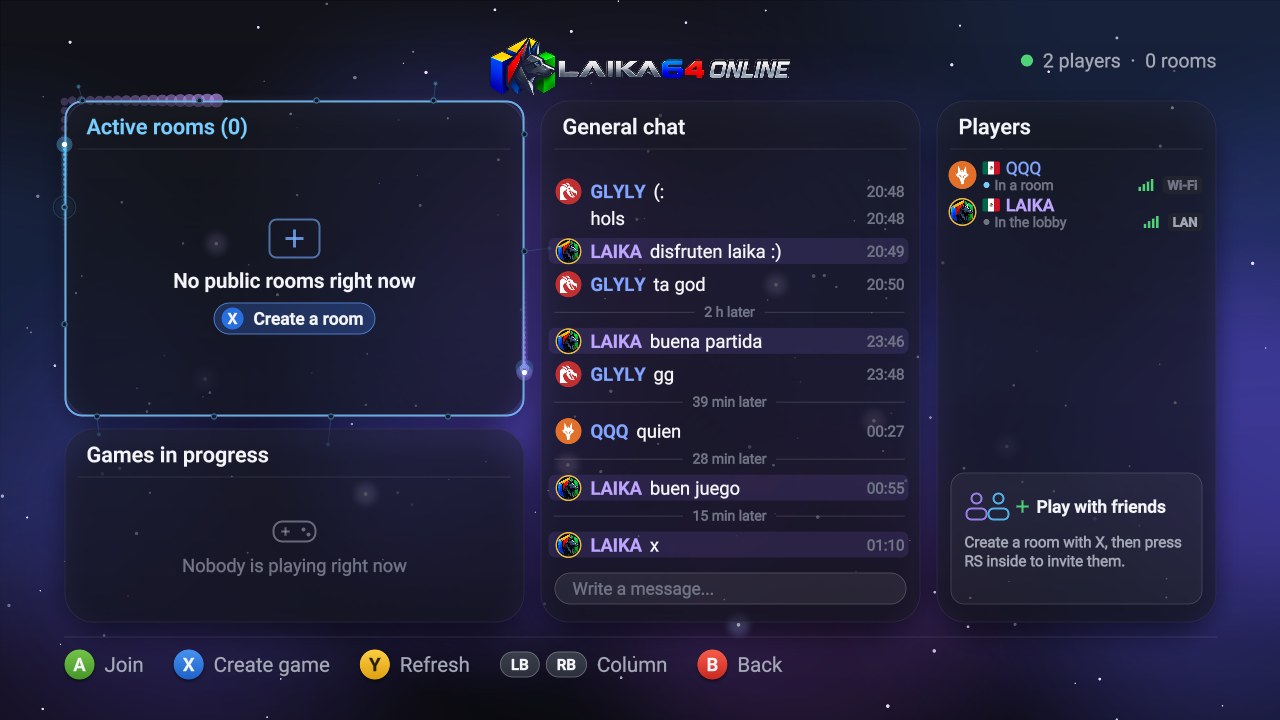 LAIKA64 ONLINE
2 players · 0 rooms
Active rooms (0)
No public rooms right now
X Create a room
Games in progress
Nobody is playing right now
General chat
GLYLY (: 20:48
hols 20:48
LAIKA disfruten laika :) 20:49
GLYLY ta god 20:50
2 h later
LAIKA buena partida 23:46
GLYLY gg 23:48
39 min later
QQQ quien 00:27
28 min later
LAIKA buen juego 00:55
15 min later
LAIKA x 01:10
Write a message...
Players
QQQ
In a room Wi-Fi
LAIKA
In the lobby LAN
+ Play with friends
Create a room with X, then press
RS inside to invite them.
A Join X Create game Y Refresh LB RB Column B Back